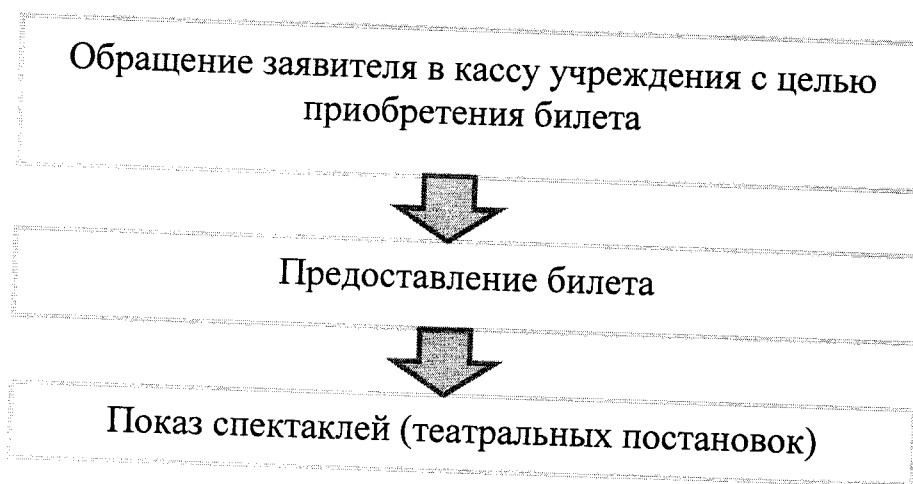 Обращение заявителя в кассу учреждения с целью
приобретения билета
Предоставление билета
Показ спектаклей (театральных постановок)